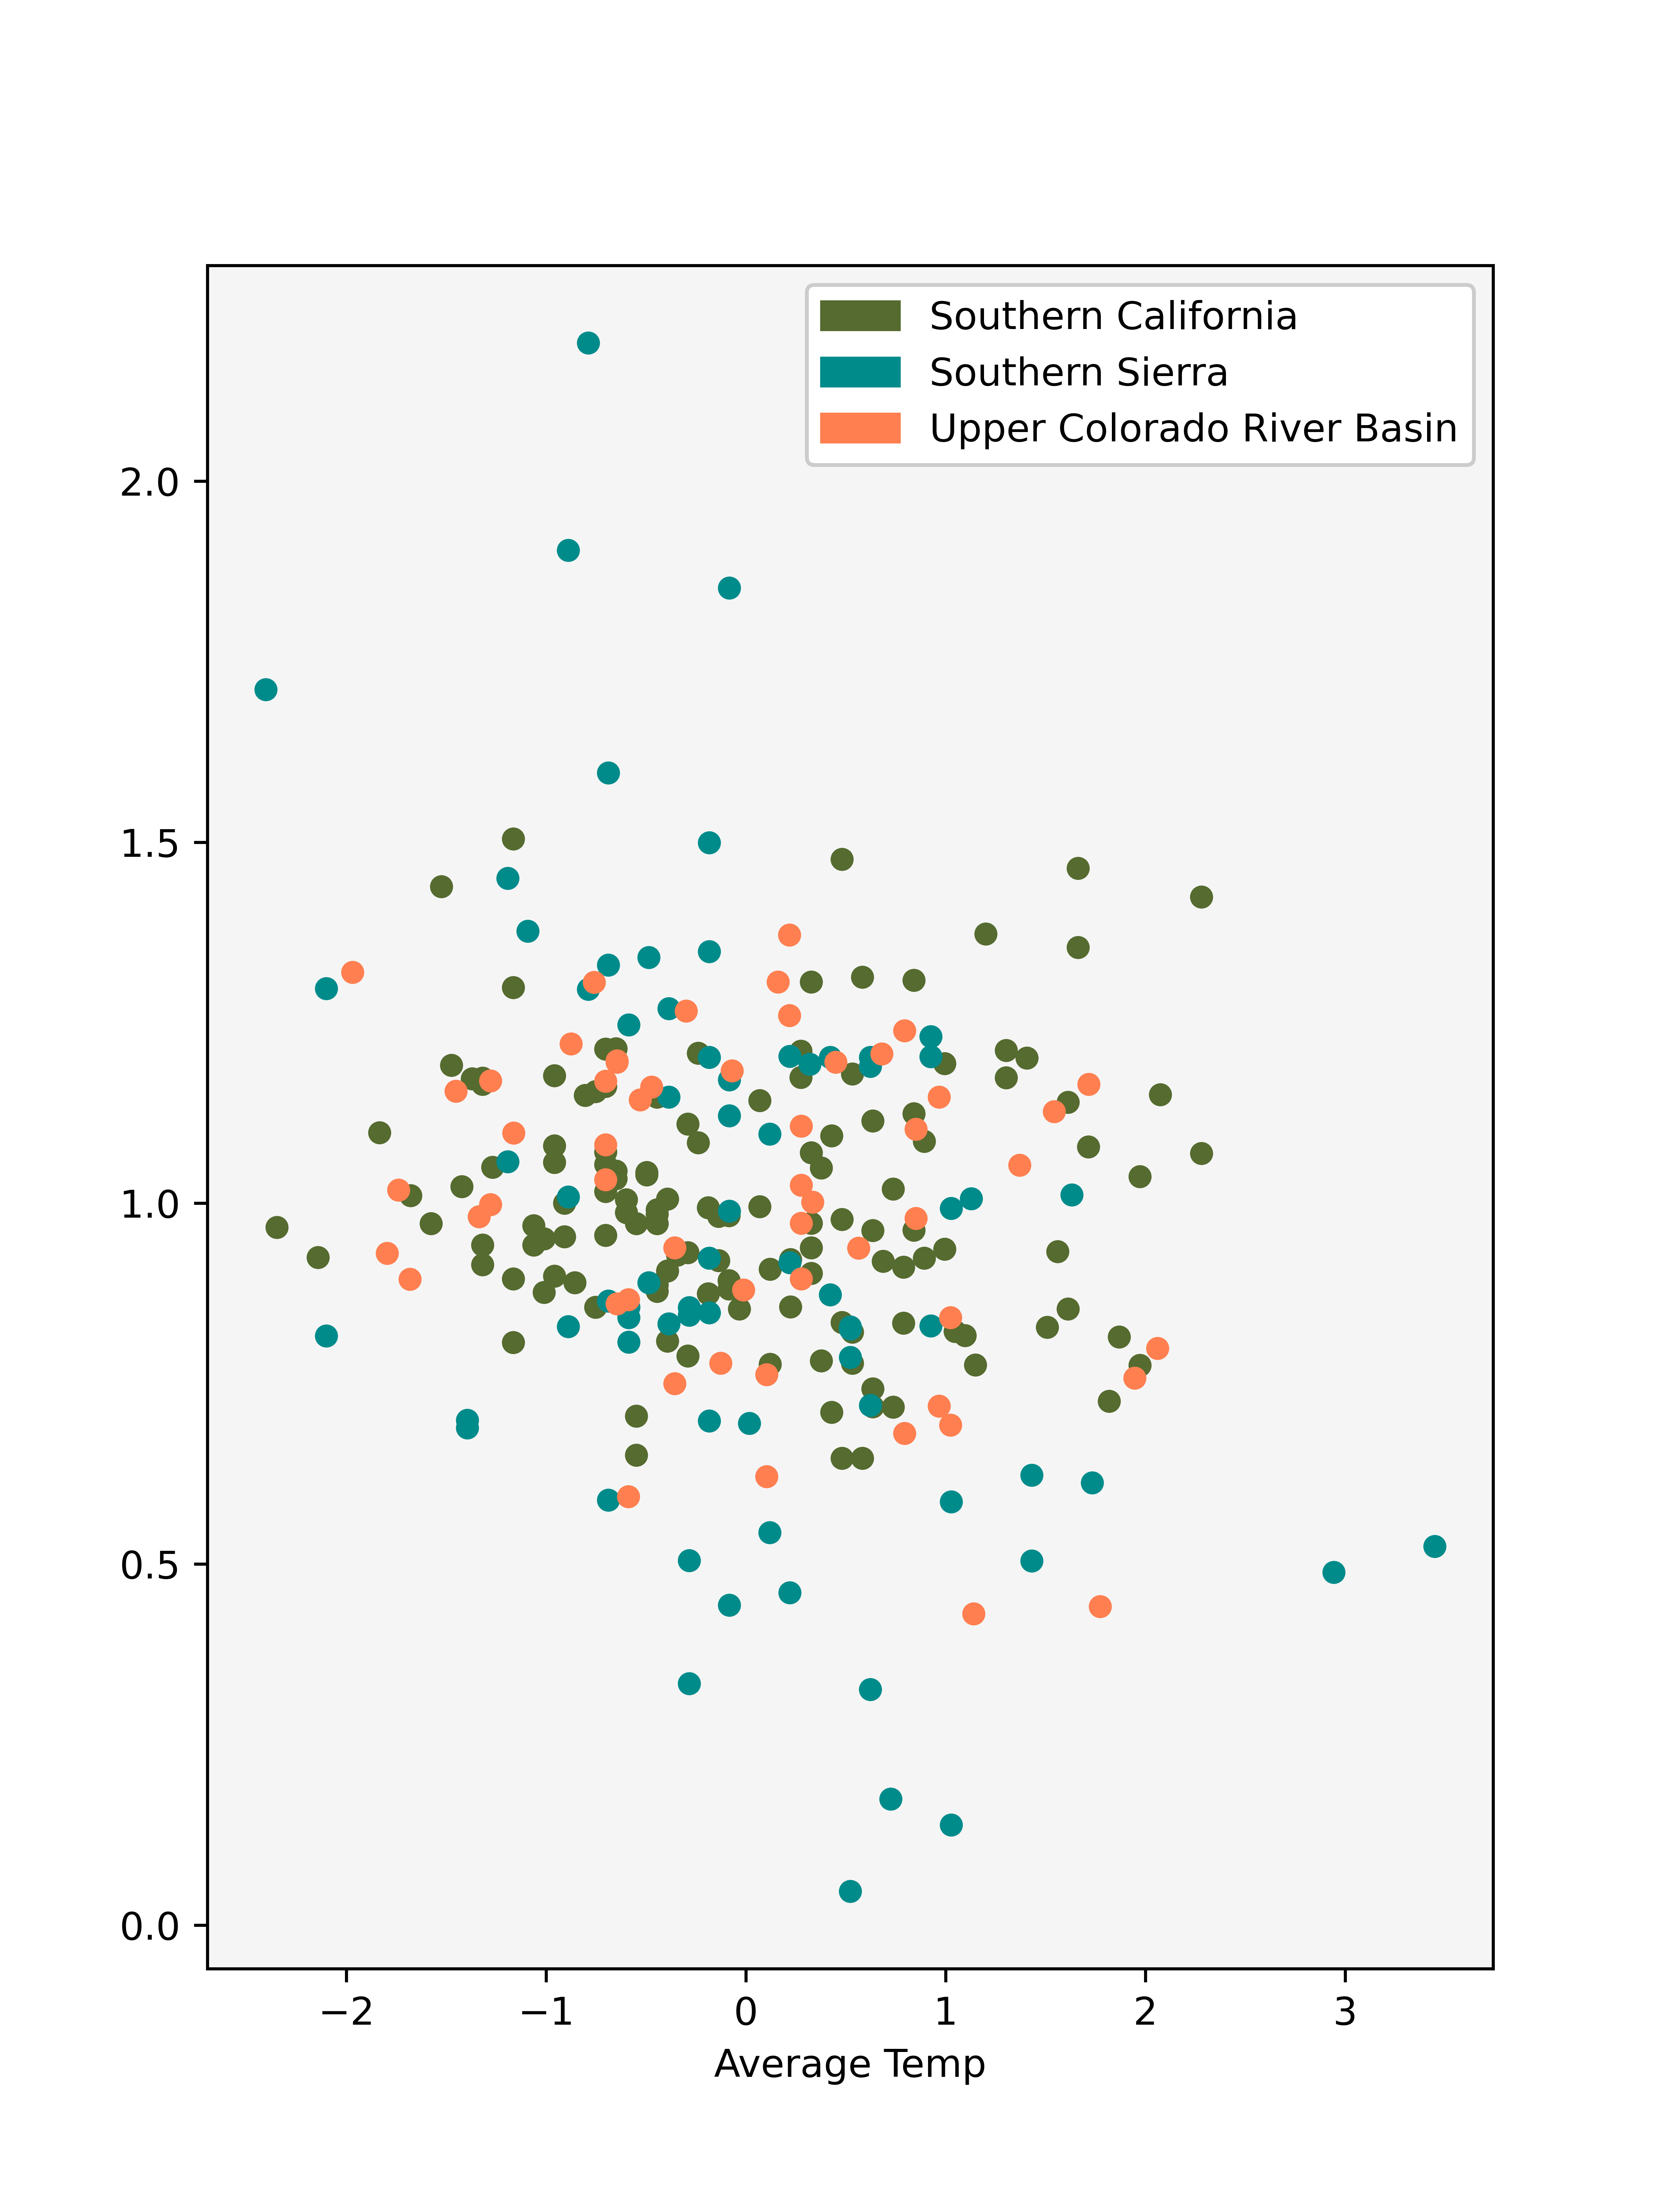 Southern California
Southern Sierra
Upper Colorado River Basin
2.0
1.5
1.0
0.5
0.0
−2 −1 0 1 2 3
Average Temp